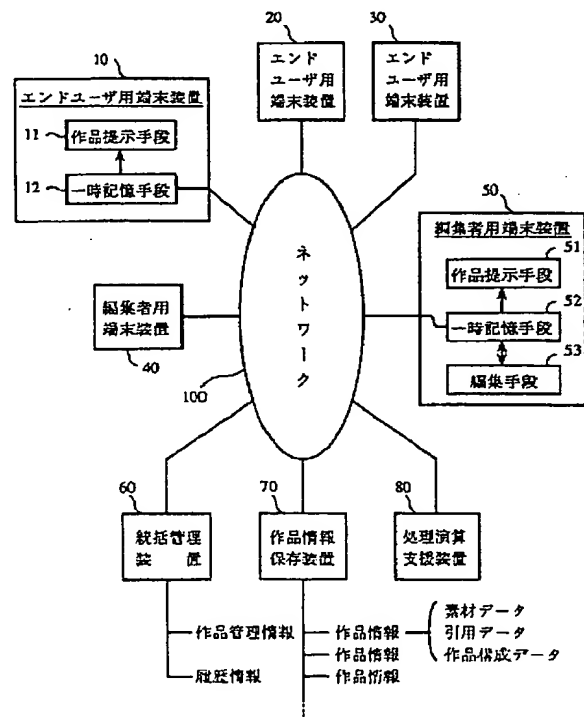 10
エンドユーザ用端末装置
11
作品提示手段
12
一時記憶手段
20
エンド
ユーザ用
端末装置
30
エンド
ユーザ用
端末装置
50
編集者用端末装置
51
作品提示手段
52
一時記憶手段
53
編集手段
編集者用
端末装置
40
ネットワーク
100
60
統括管理
装置
70
作品情報
保存装置
80
処理演算
支援装置
作品管理情報
履歴情報
作品情報
作品情報
作品情報
素材データ
引用データ
作品構成データ